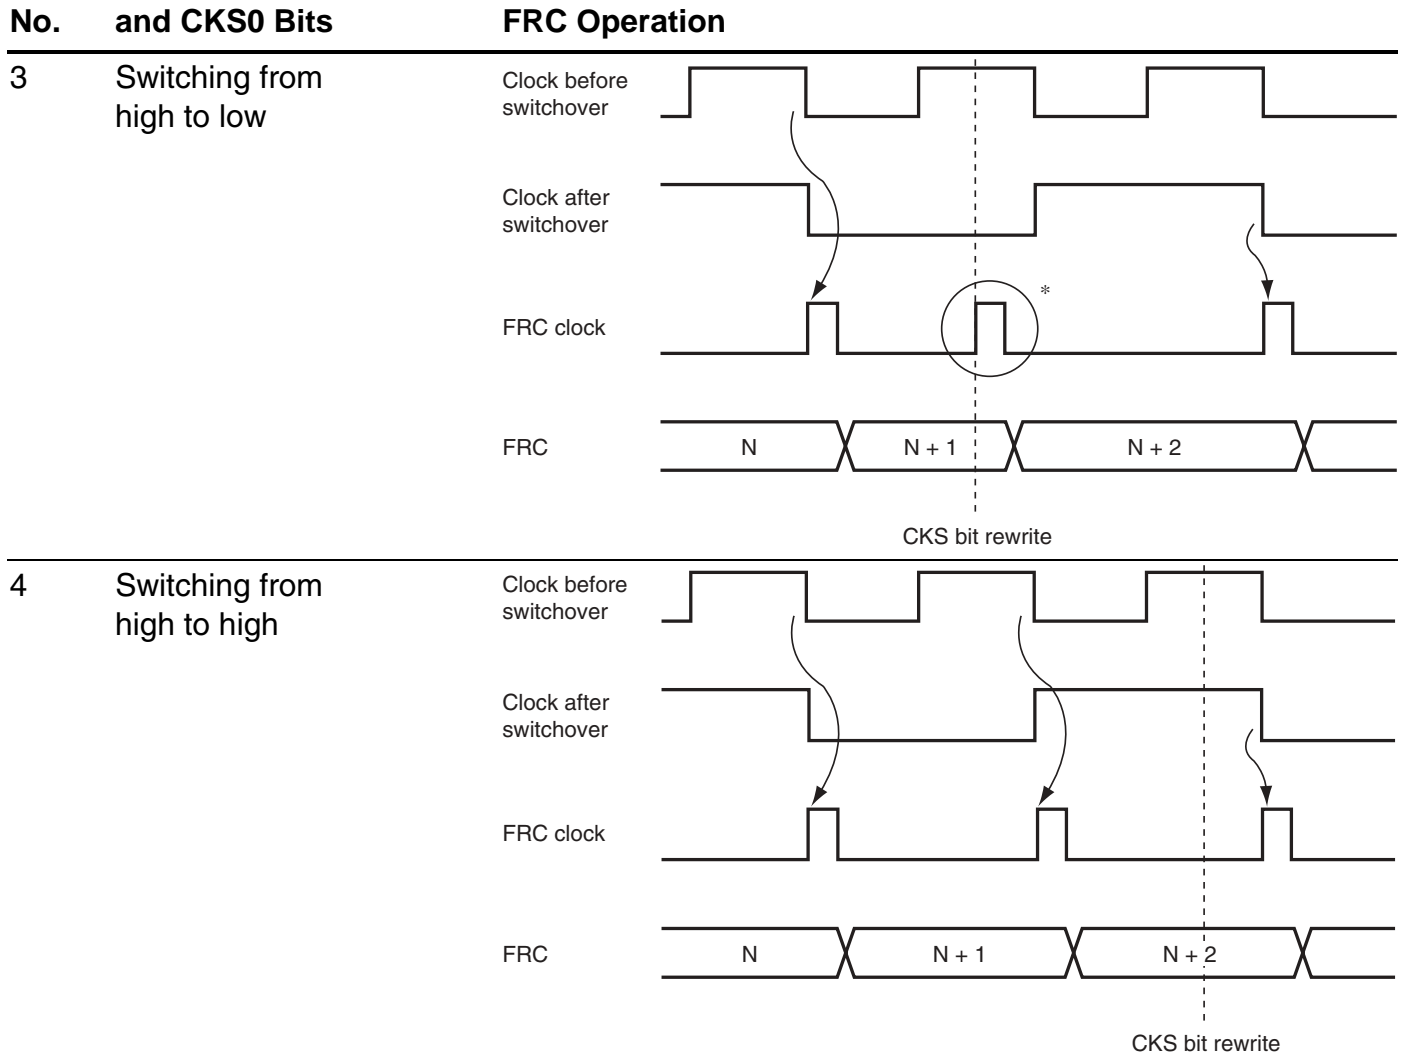 No. and CKS0 Bits FRC Operation
3 Switching from
high to low
Clock before
switchover
Clock after
switchover
*
FRC clock
FRC N N + 1 N + 2
CKS bit rewrite
4 Switching from
high to high
Clock before
switchover
Clock after
switchover
FRC clock
FRC N N + 1 N + 2
CKS bit rewrite